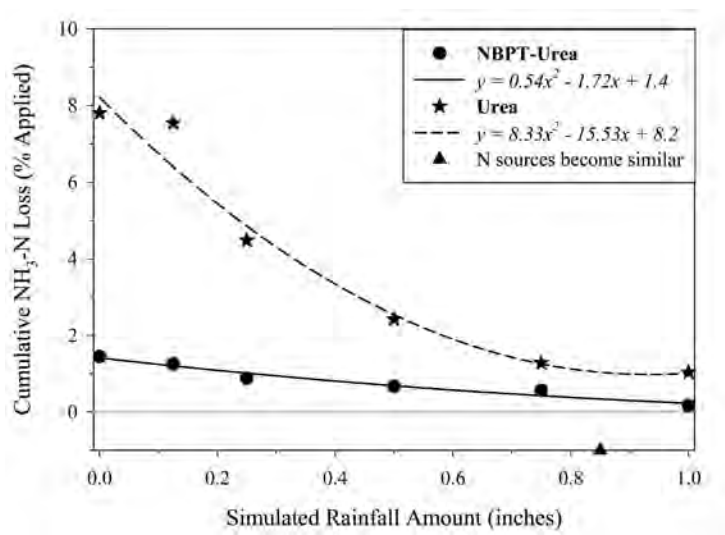 10
8
6
4
2
0
Cumulative NH₃-N Loss (% Applied)
NBPT-Urea
y = 0.54x² - 1.72x + 1.4
Urea
y = 8.33x² - 15.53x + 8.2
N sources become similar
0.0 0.2 0.4 0.6 0.8 1.0
Simulated Rainfall Amount (inches)